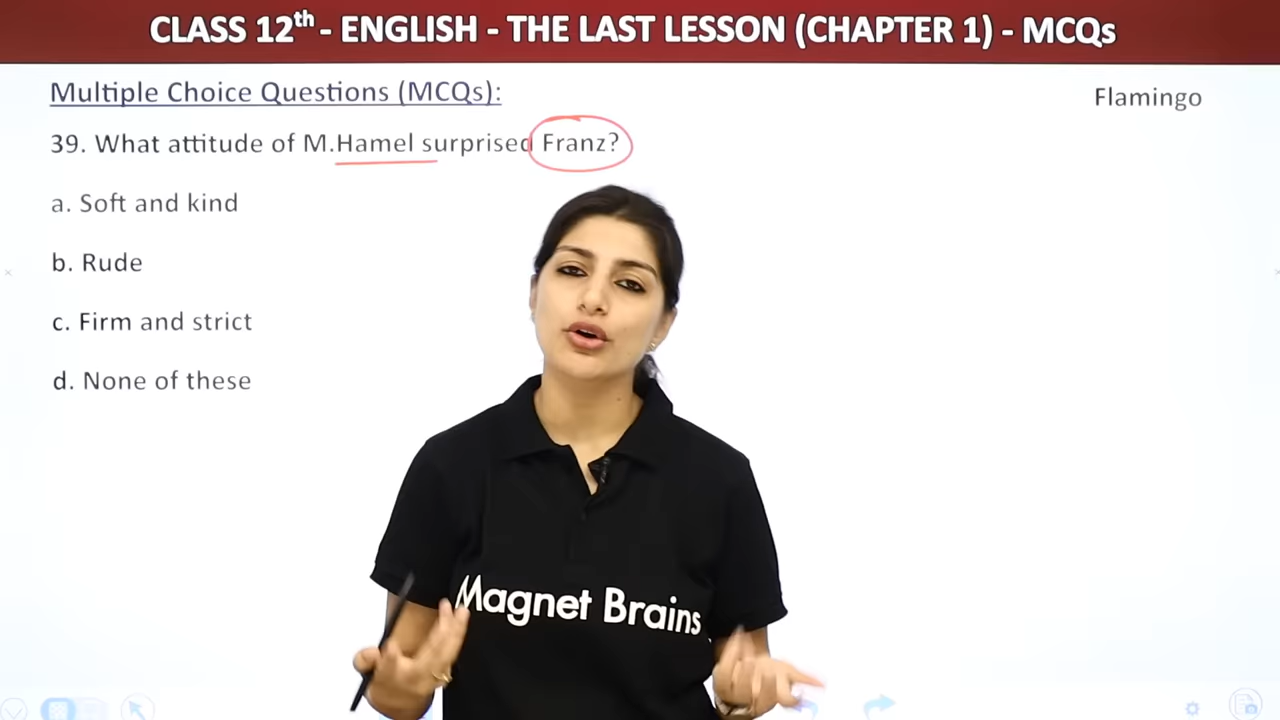 CLASS 12th - ENGLISH - THE LAST LESSON (CHAPTER 1) - MCQs
Multiple Choice Questions (MCQs):
Flamingo
39. What attitude of M.Hamel surprised Franz?
a. Soft and kind
b. Rude
c. Firm and strict
d. None of these
Magnet Brains